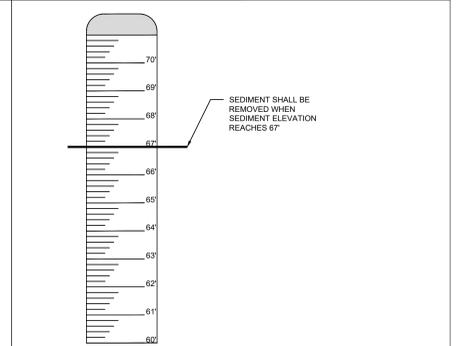 70'
69'
68'
67'
66'
65'
64'
63'
62'
61'
60'
SEDIMENT SHALL BE
REMOVED WHEN
SEDIMENT ELEVATION
REACHES 67'